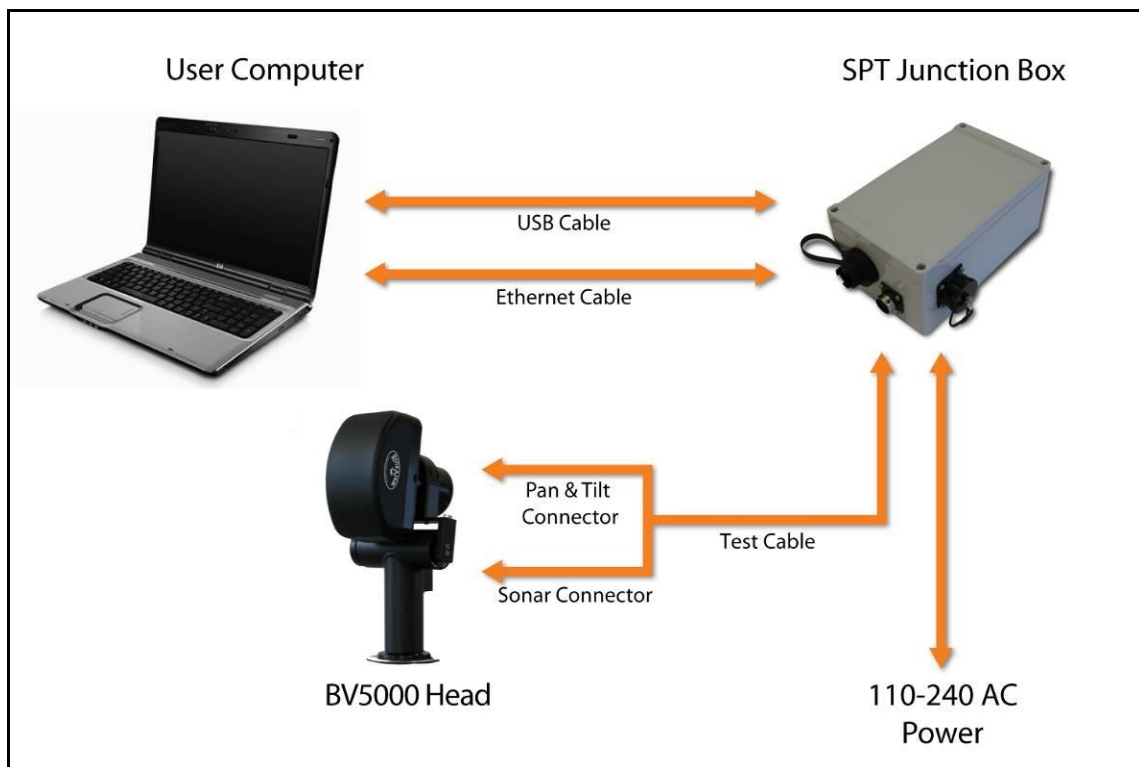 User Computer
SPT Junction Box
USB Cable
Ethernet Cable
Pan & Tilt
Connector
Test Cable
Sonar Connector
BV5000 Head
110-240 AC
Power